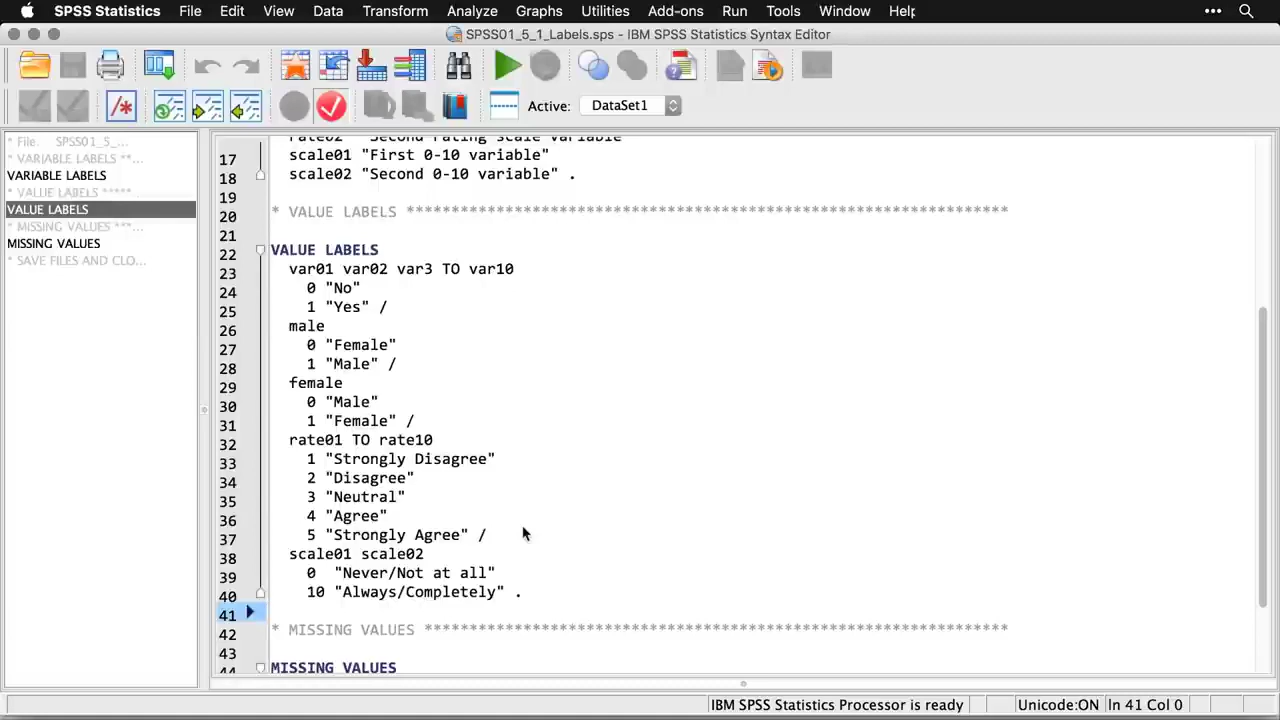 SPSS Statistics File Edit View Data Transform Analyze Graphs Utilities Add-ons Run Tools Window Help
SPSS01_5_1_Labels.sps - IBM SPSS Statistics Syntax Editor
Active: DataSet1
* File. SPSS01_5_...
* VARIABLE LABELS **...
VARIABLE LABELS
* VALUE LABELS *****...
VALUE LABELS
* MISSING VALUES ***...
MISSING VALUES
* SAVE FILES AND CLO...
rate02 "Second rating scale variable"
17 scale01 "First 0-10 variable"
18 scale02 "Second 0-10 variable" .
19
20 * VALUE LABELS *******************************************************************
21
22 VALUE LABELS
23 var01 var02 var3 TO var10
24 0 "No"
25 1 "Yes" /
26 male
27 0 "Female"
28 1 "Male" /
29 female
30 0 "Male"
31 1 "Female" /
32 rate01 TO rate10
33 1 "Strongly Disagree"
34 2 "Disagree"
35 3 "Neutral"
36 4 "Agree"
37 5 "Strongly Agree" /
38 scale01 scale02
39 0 "Never/Not at all"
40 10 "Always/Completely" .
41
42 * MISSING VALUES *****************************************************************
43
44 MISSING VALUES
IBM SPSS Statistics Processor is ready Unicode:ON In 41 Col 0